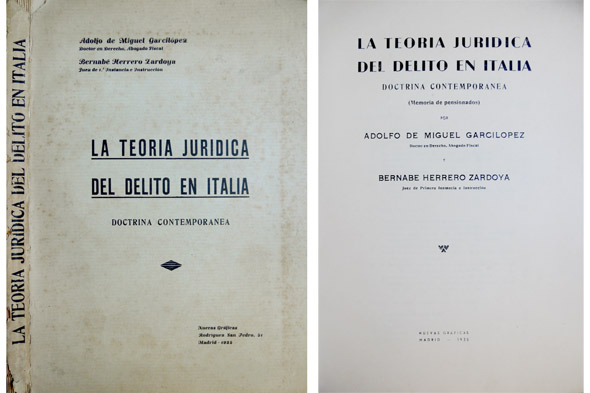 LA TEORIA JURIDICA DEL DELITO EN ITALIA
Adolfo de Miguel Garcilopez
Doctor en Derecho, Abogado Fiscal
Bernabé Herrero Zardoya
Juez de 1.ª Instancia e Instrucción
LA TEORIA JURIDICA
DEL DELITO EN ITALIA
DOCTRINA CONTEMPORANEA
Nuevas Gráficas
Rodríguez San Pedro, 51
Madrid
LA TEORIA JURIDICA
DEL DELITO EN ITALIA
DOCTRINA CONTEMPORANEA
(Memoria de pensionados)
POR
ADOLFO DE MIGUEL GARCILOPEZ
Doctor en Derecho, Abogado Fiscal
Y
BERNABE HERRERO ZARDOYA
Juez de Primera Instancia e Instrucción
NUEVAS GRAFICAS
MADRID